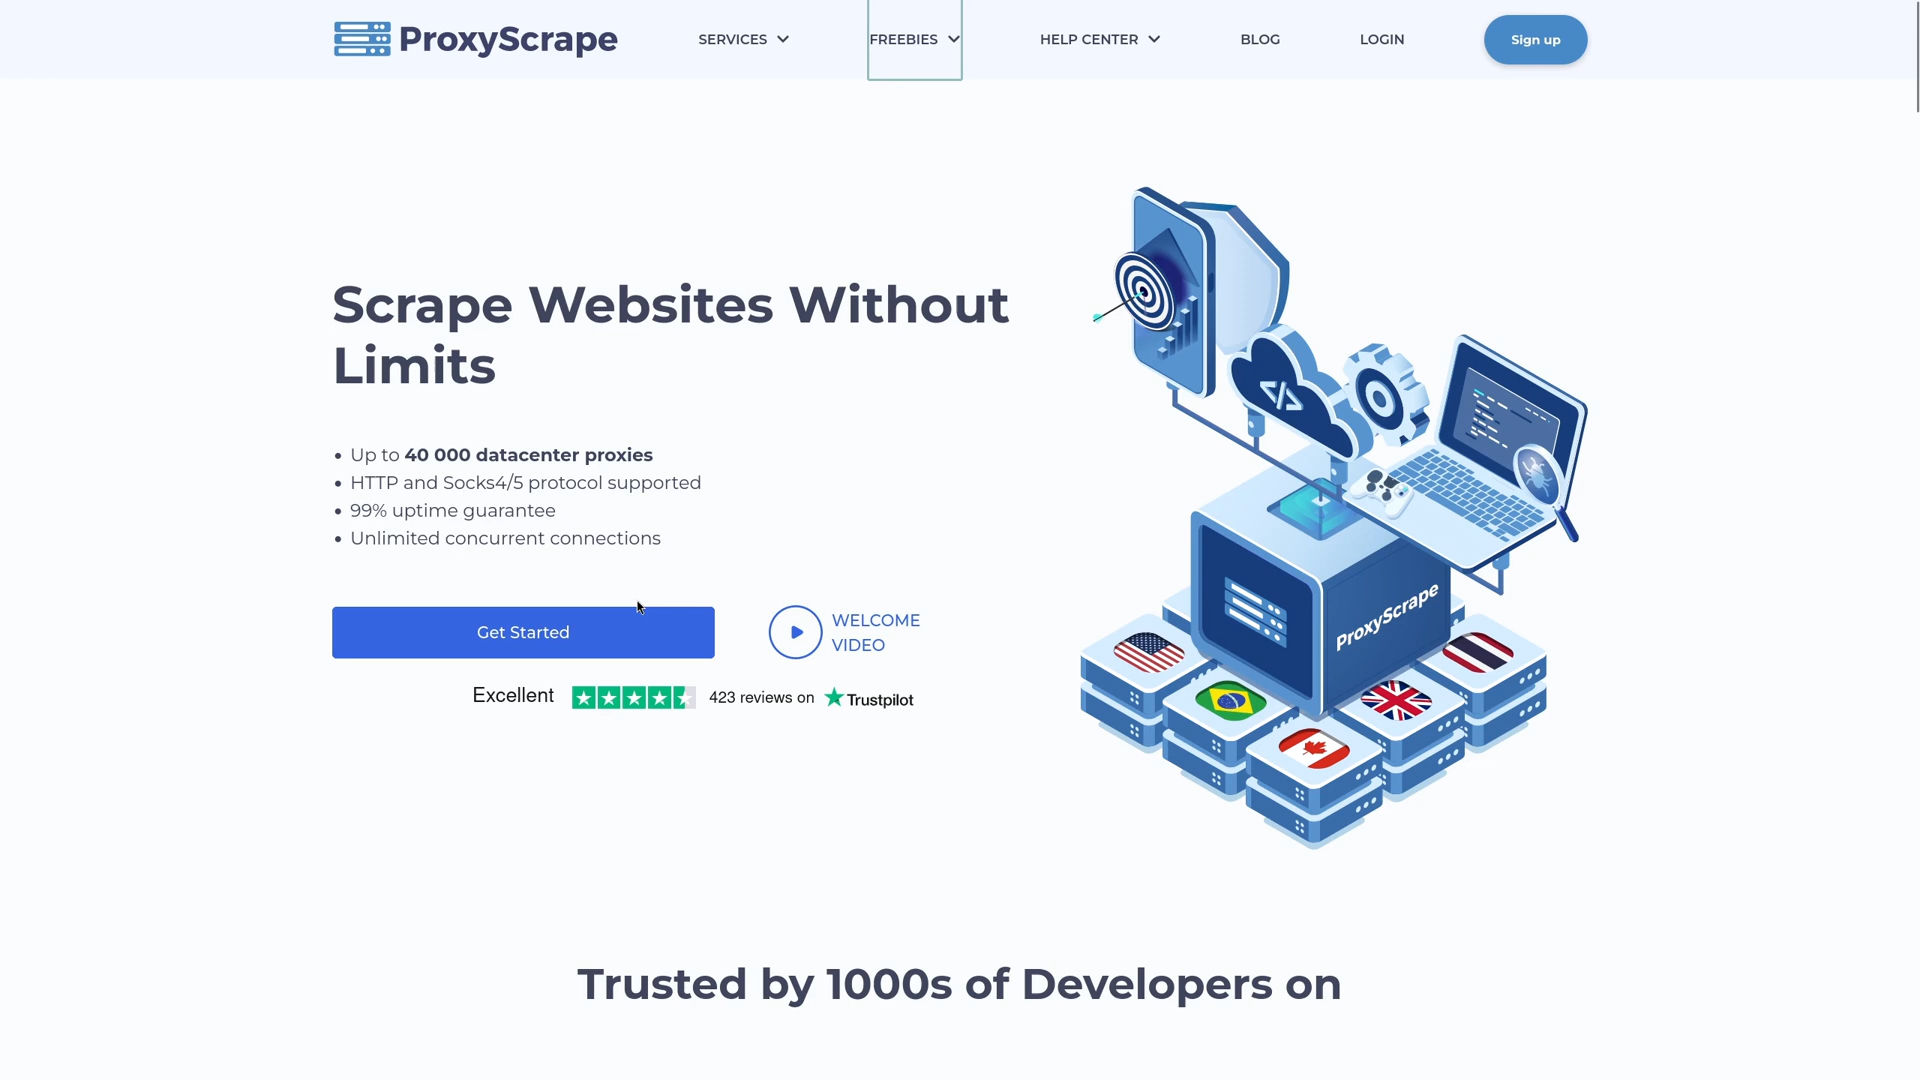 ProxyScrape
SERVICES
FREEBIES
HELP CENTER
BLOG
LOGIN
Sign up
Scrape Websites Without
Limits
• Up to 40 000 datacenter proxies
• HTTP and Socks4/5 protocol supported
• 99% uptime guarantee
• Unlimited concurrent connections
Get Started
WELCOME
VIDEO
Excellent
423 reviews on
Trustpilot
</>
ProxyScrape
Trusted by 1000s of Developers on